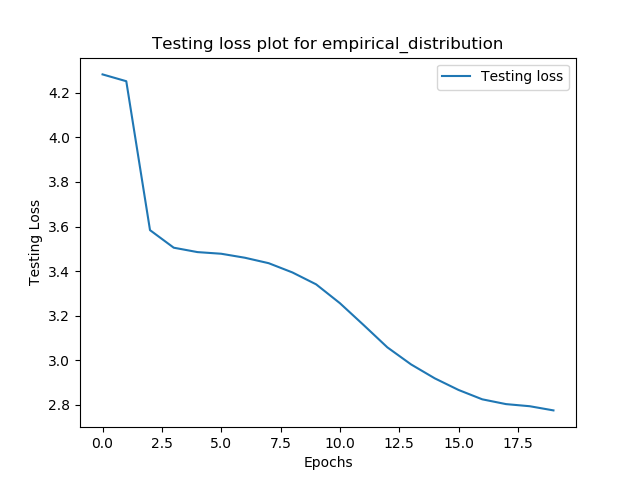 Testing loss plot for empirical_distribution
Testing loss
4.2
4.0
3.8
3.6
3.4
3.2
3.0
2.8
Testing Loss
0.0 2.5 5.0 7.5 10.0 12.5 15.0 17.5
Epochs